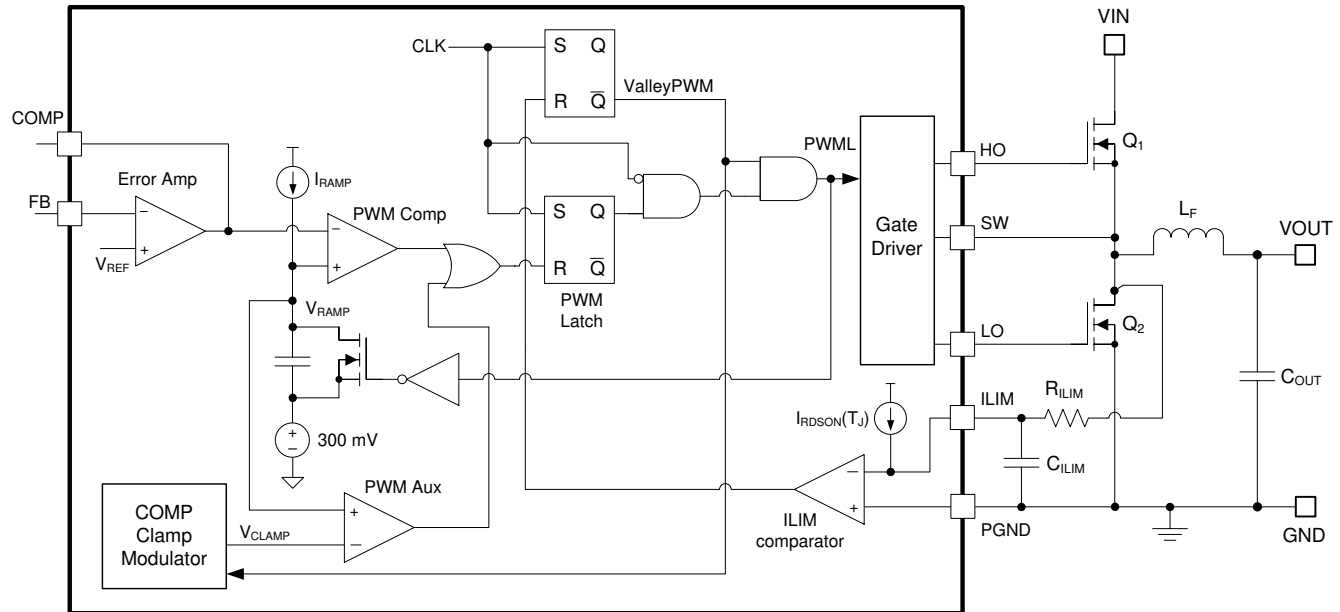 VIN
CLK
S Q
R Q
ValleyPWM
COMP
PWML
HO
Q1
Error Amp
IRAMP
FB
PWM Comp
S Q
R Q
Gate
Driver
SW
LF
VOUT
VREF
VRAMP
PWM
Latch
LO
Q2
COUT
300 mV
IRDSON(TJ)
ILIM
RILIM
CILIM
PWM Aux
COMP
Clamp
Modulator
VCLAMP
ILIM
comparator
PGND
GND